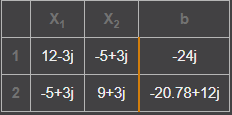 X1 X2 b
1 12-3j -5+3j -24j
2 -5+3j 9+3j -20.78+12j